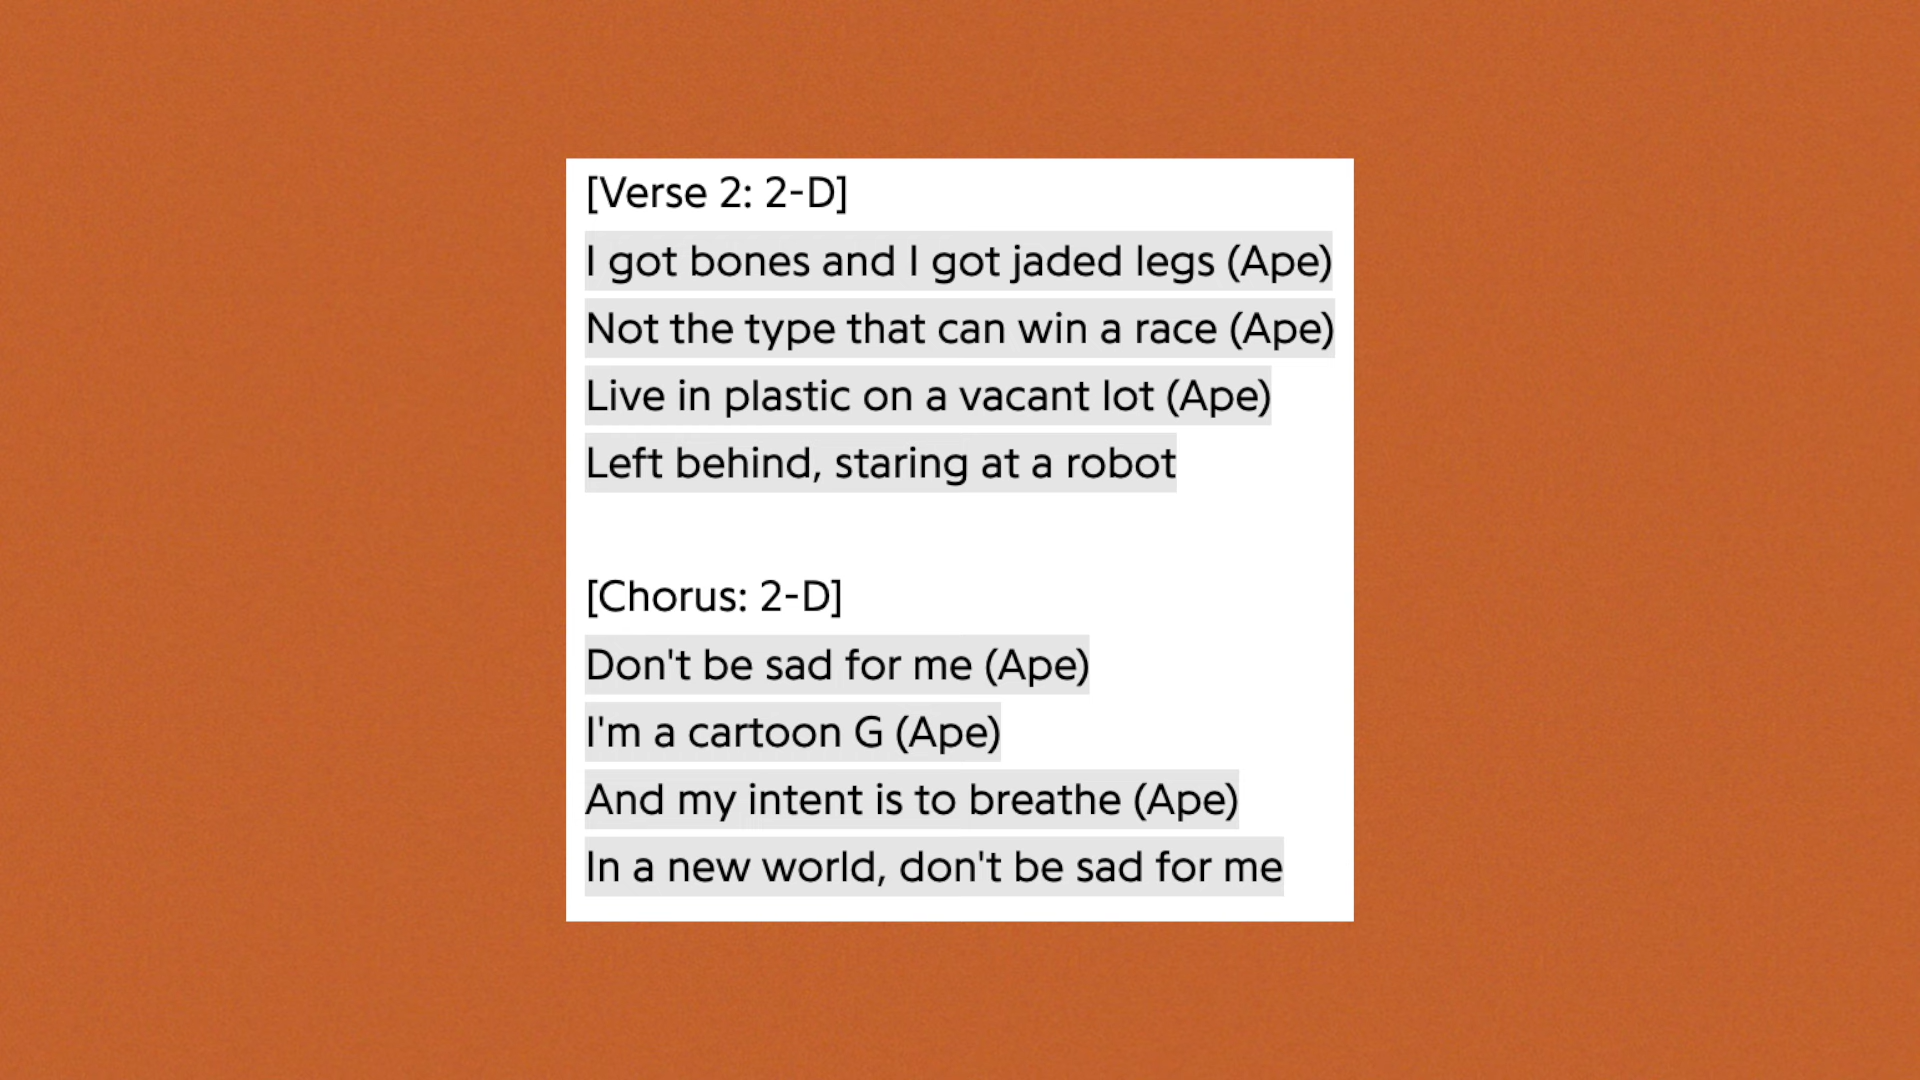 [Verse 2: 2-D]
I got bones and I got jaded legs (Ape)
Not the type that can win a race (Ape)
Live in plastic on a vacant lot (Ape)
Left behind, staring at a robot
[Chorus: 2-D]
Don't be sad for me (Ape)
I'm a cartoon G (Ape)
And my intent is to breathe (Ape)
In a new world, don't be sad for me